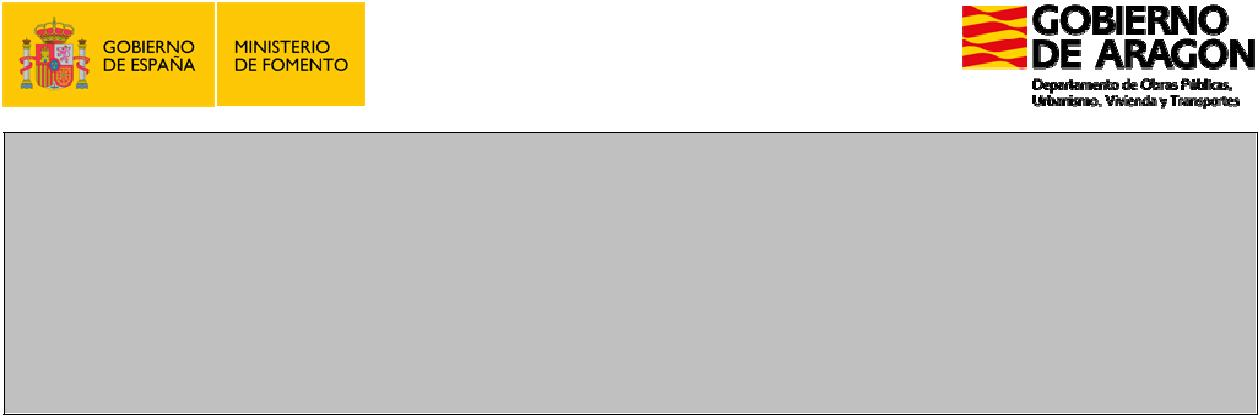 GOBIERNO
DE ESPAÑA
MINISTERIO
DE FOMENTO
GOBIERNO
DE ARAGON
Departamento de Obras Públicas,
Urbanismo, Vivienda y Transportes